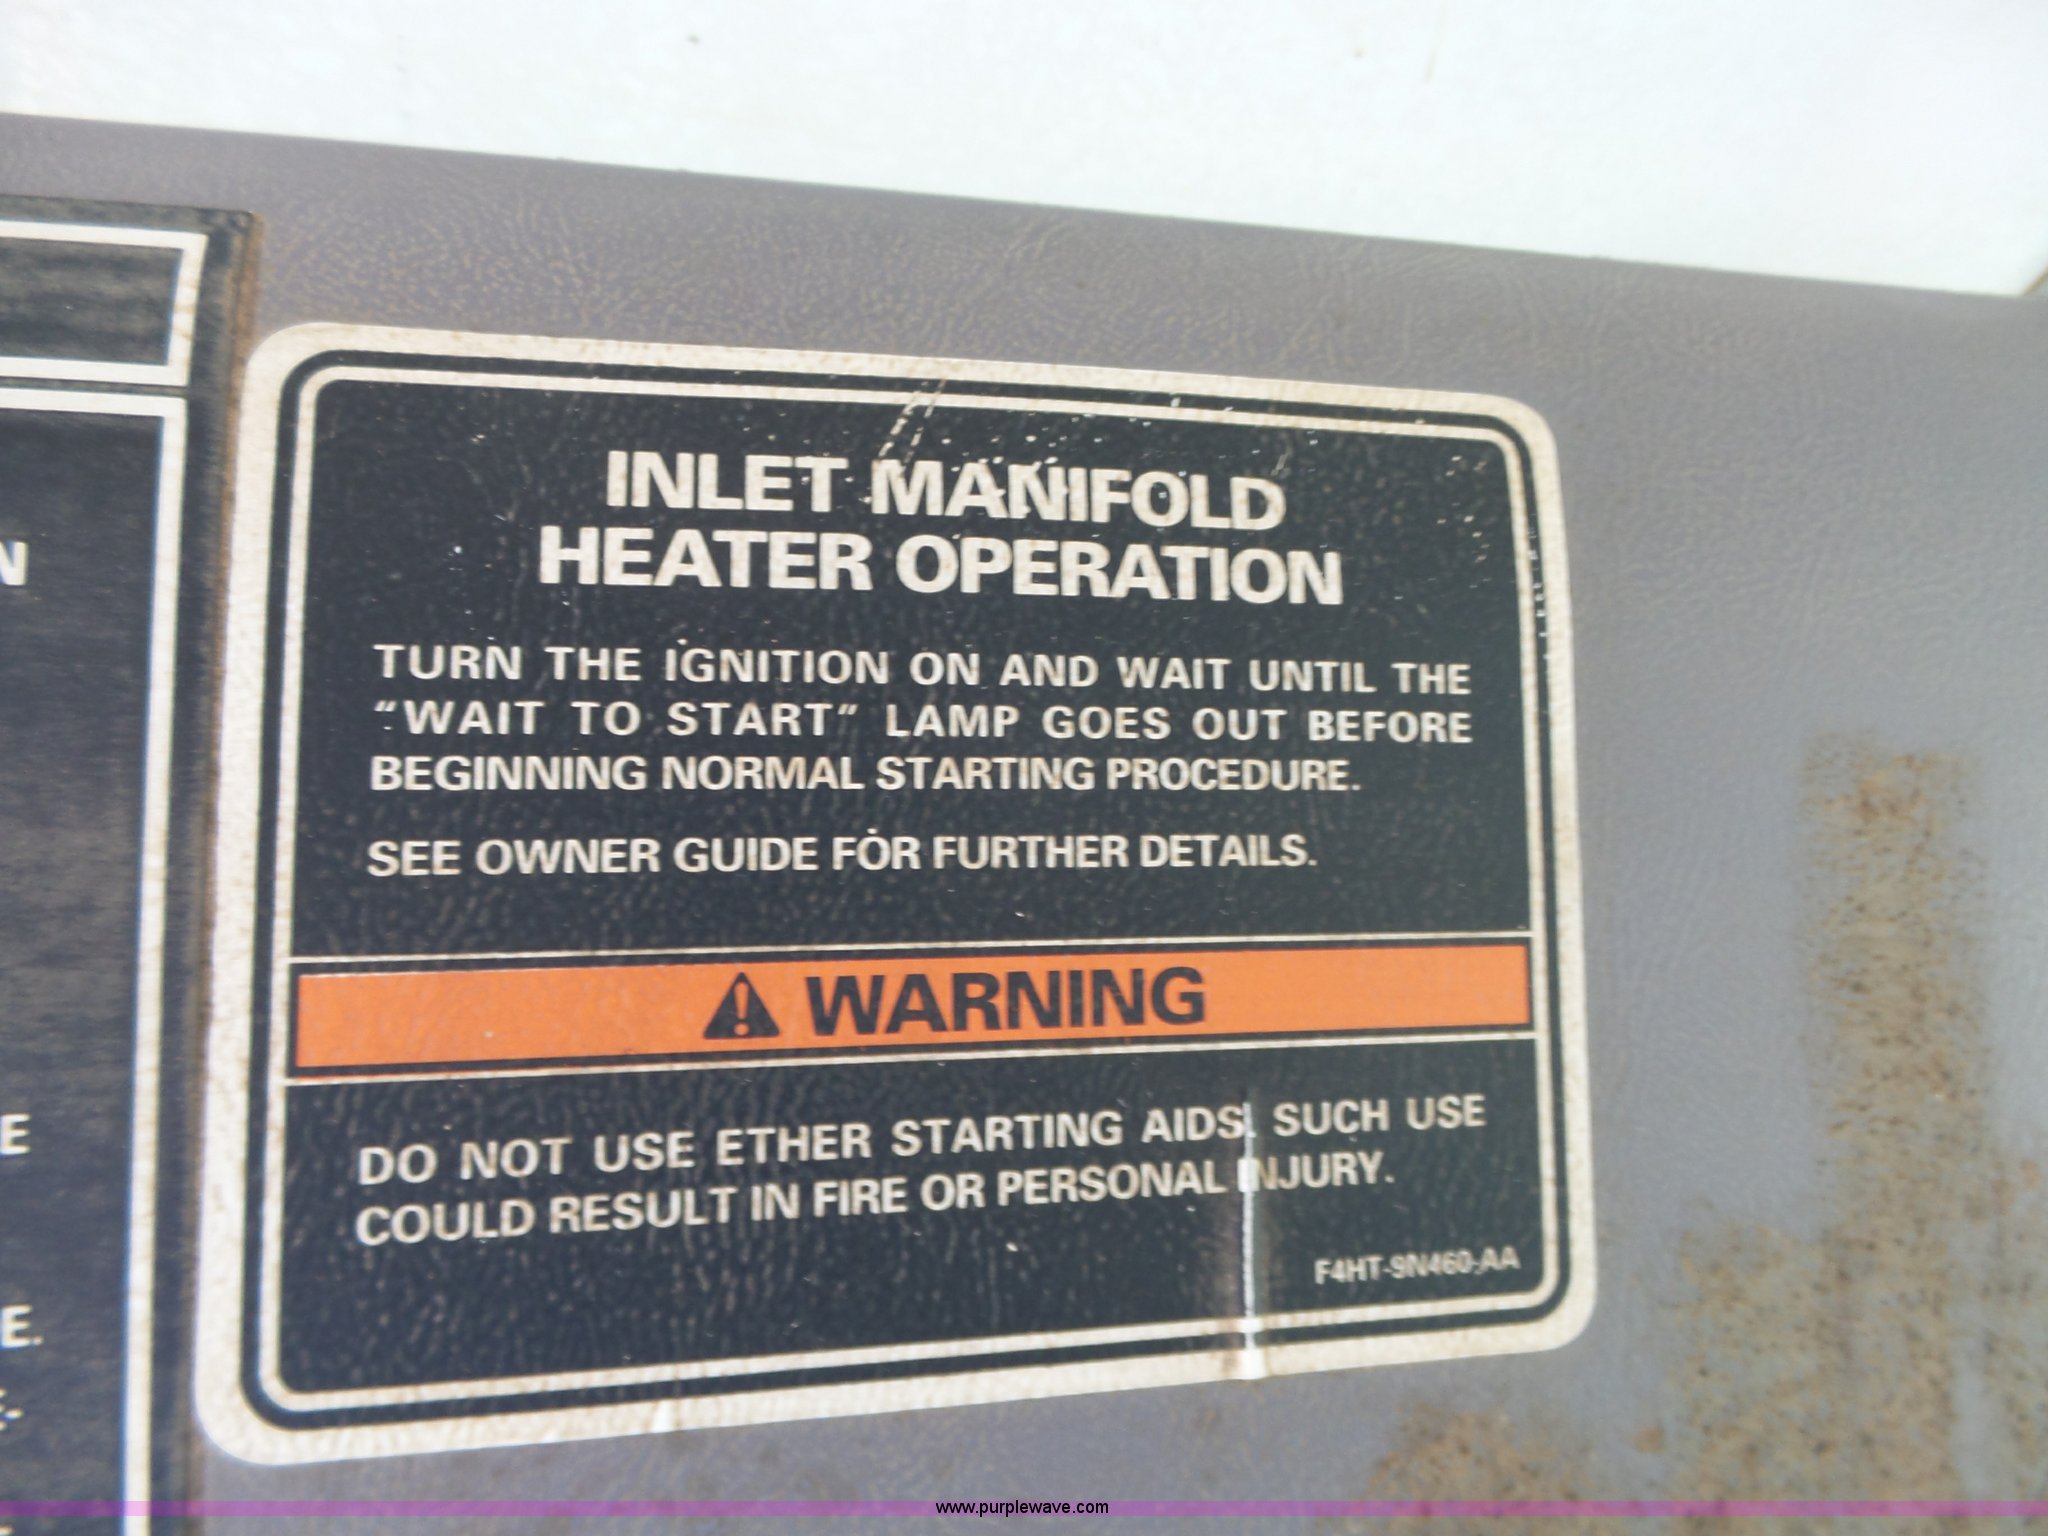 INLET MANIFOLD
HEATER OPERATION
TURN THE IGNITION ON AND WAIT UNTIL THE
“WAIT TO START” LAMP GOES OUT BEFORE
BEGINNING NORMAL STARTING PROCEDURE.
SEE OWNER GUIDE FOR FURTHER DETAILS.
WARNING
DO NOT USE ETHER STARTING AIDS. SUCH USE
COULD RESULT IN FIRE OR PERSONAL INJURY.
F4HT-9N460-AA
www.purplewave.com